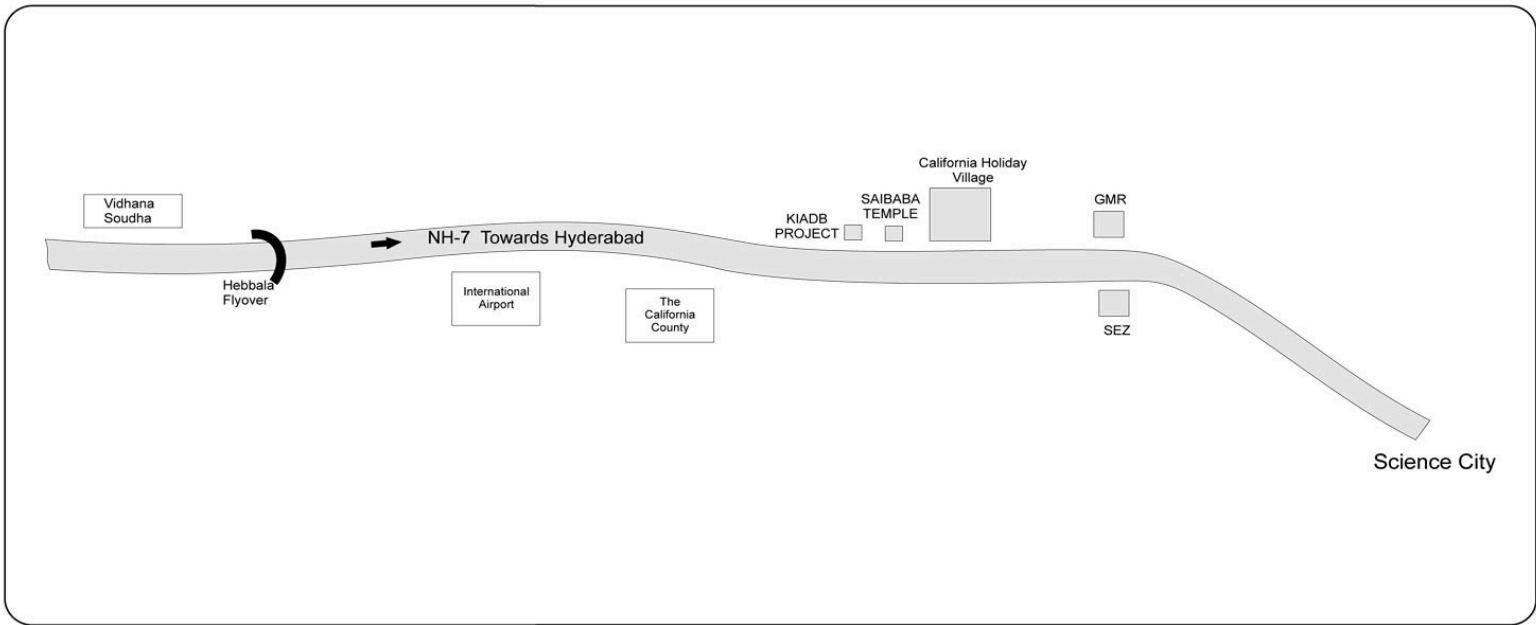 Vidhana
Soudha
Hebbala
Flyover
NH-7 Towards Hyderabad
International
Airport
The
California
County
KIADB
PROJECT
SAIBABA
TEMPLE
California Holiday
Village
GMR
SEZ
Science City